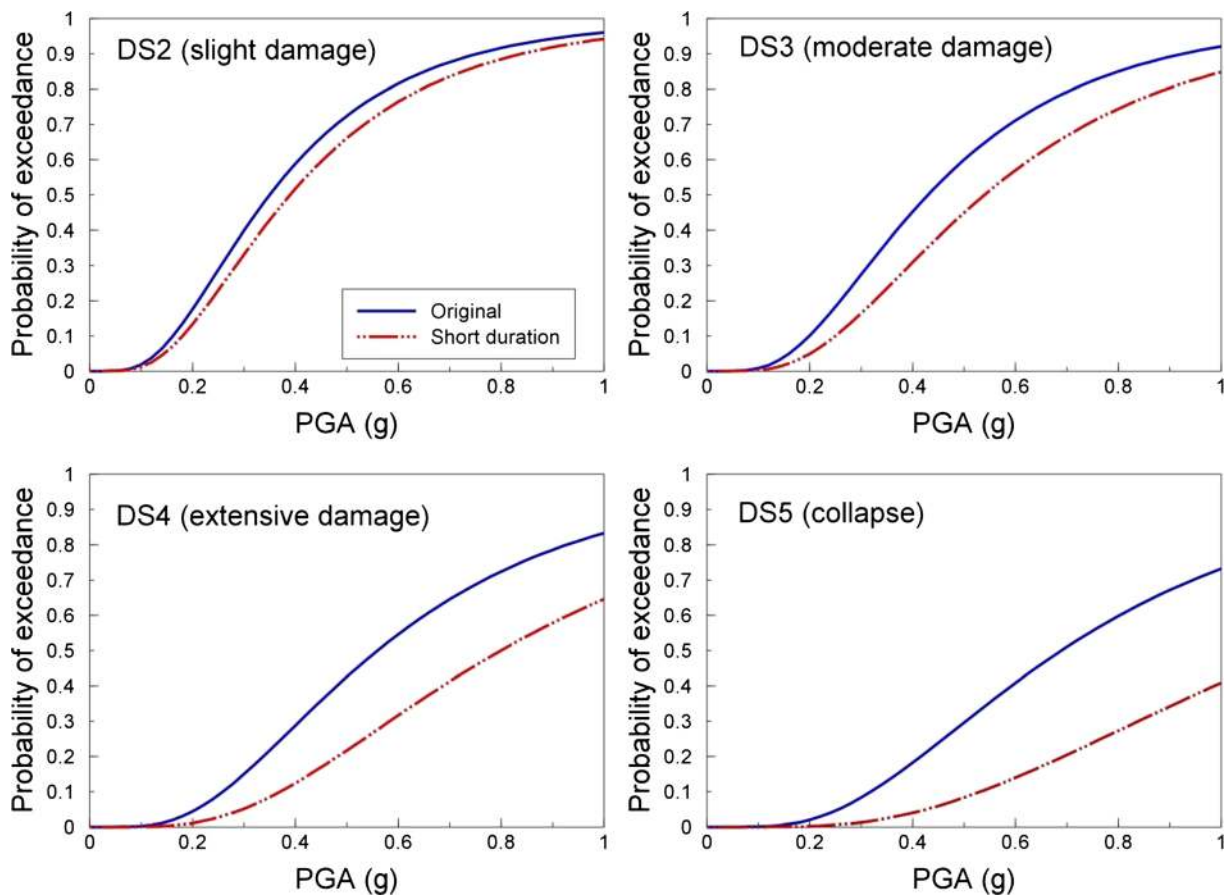 DS2 (slight damage)
Probability of exceedance
1
0.9
0.8
0.7
0.6
0.5
0.4
0.3
0.2
0.1
0
0 0.2 0.4 0.6 0.8 1
PGA (g)
Original
Short duration
DS3 (moderate damage)
Probability of exceedance
1
0.9
0.8
0.7
0.6
0.5
0.4
0.3
0.2
0.1
0
0 0.2 0.4 0.6 0.8 1
PGA (g)
DS4 (extensive damage)
Probability of exceedance
1
0.9
0.8
0.7
0.6
0.5
0.4
0.3
0.2
0.1
0
0 0.2 0.4 0.6 0.8 1
PGA (g)
DS5 (collapse)
Probability of exceedance
1
0.9
0.8
0.7
0.6
0.5
0.4
0.3
0.2
0.1
0
0 0.2 0.4 0.6 0.8 1
PGA (g)